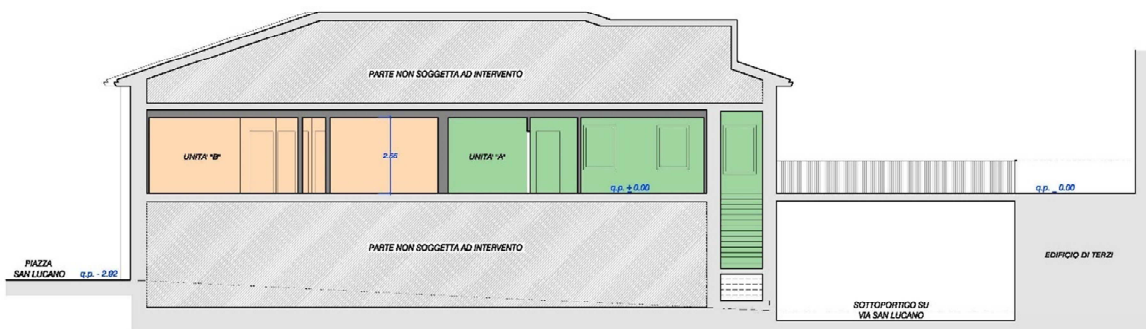 PARTE NON SOGGETTA AD INTERVENTO
UNITA' "B"
2.55
UNITA' "A"
q.p. ± 0.00
q.p. _ 0.00
PARTE NON SOGGETTA AD INTERVENTO
PIAZZA
SAN LUCANO
q.p. - 2.92
EDIFICIO DI TERZI
SOTTOPORTICO SU
VIA SAN LUCANO